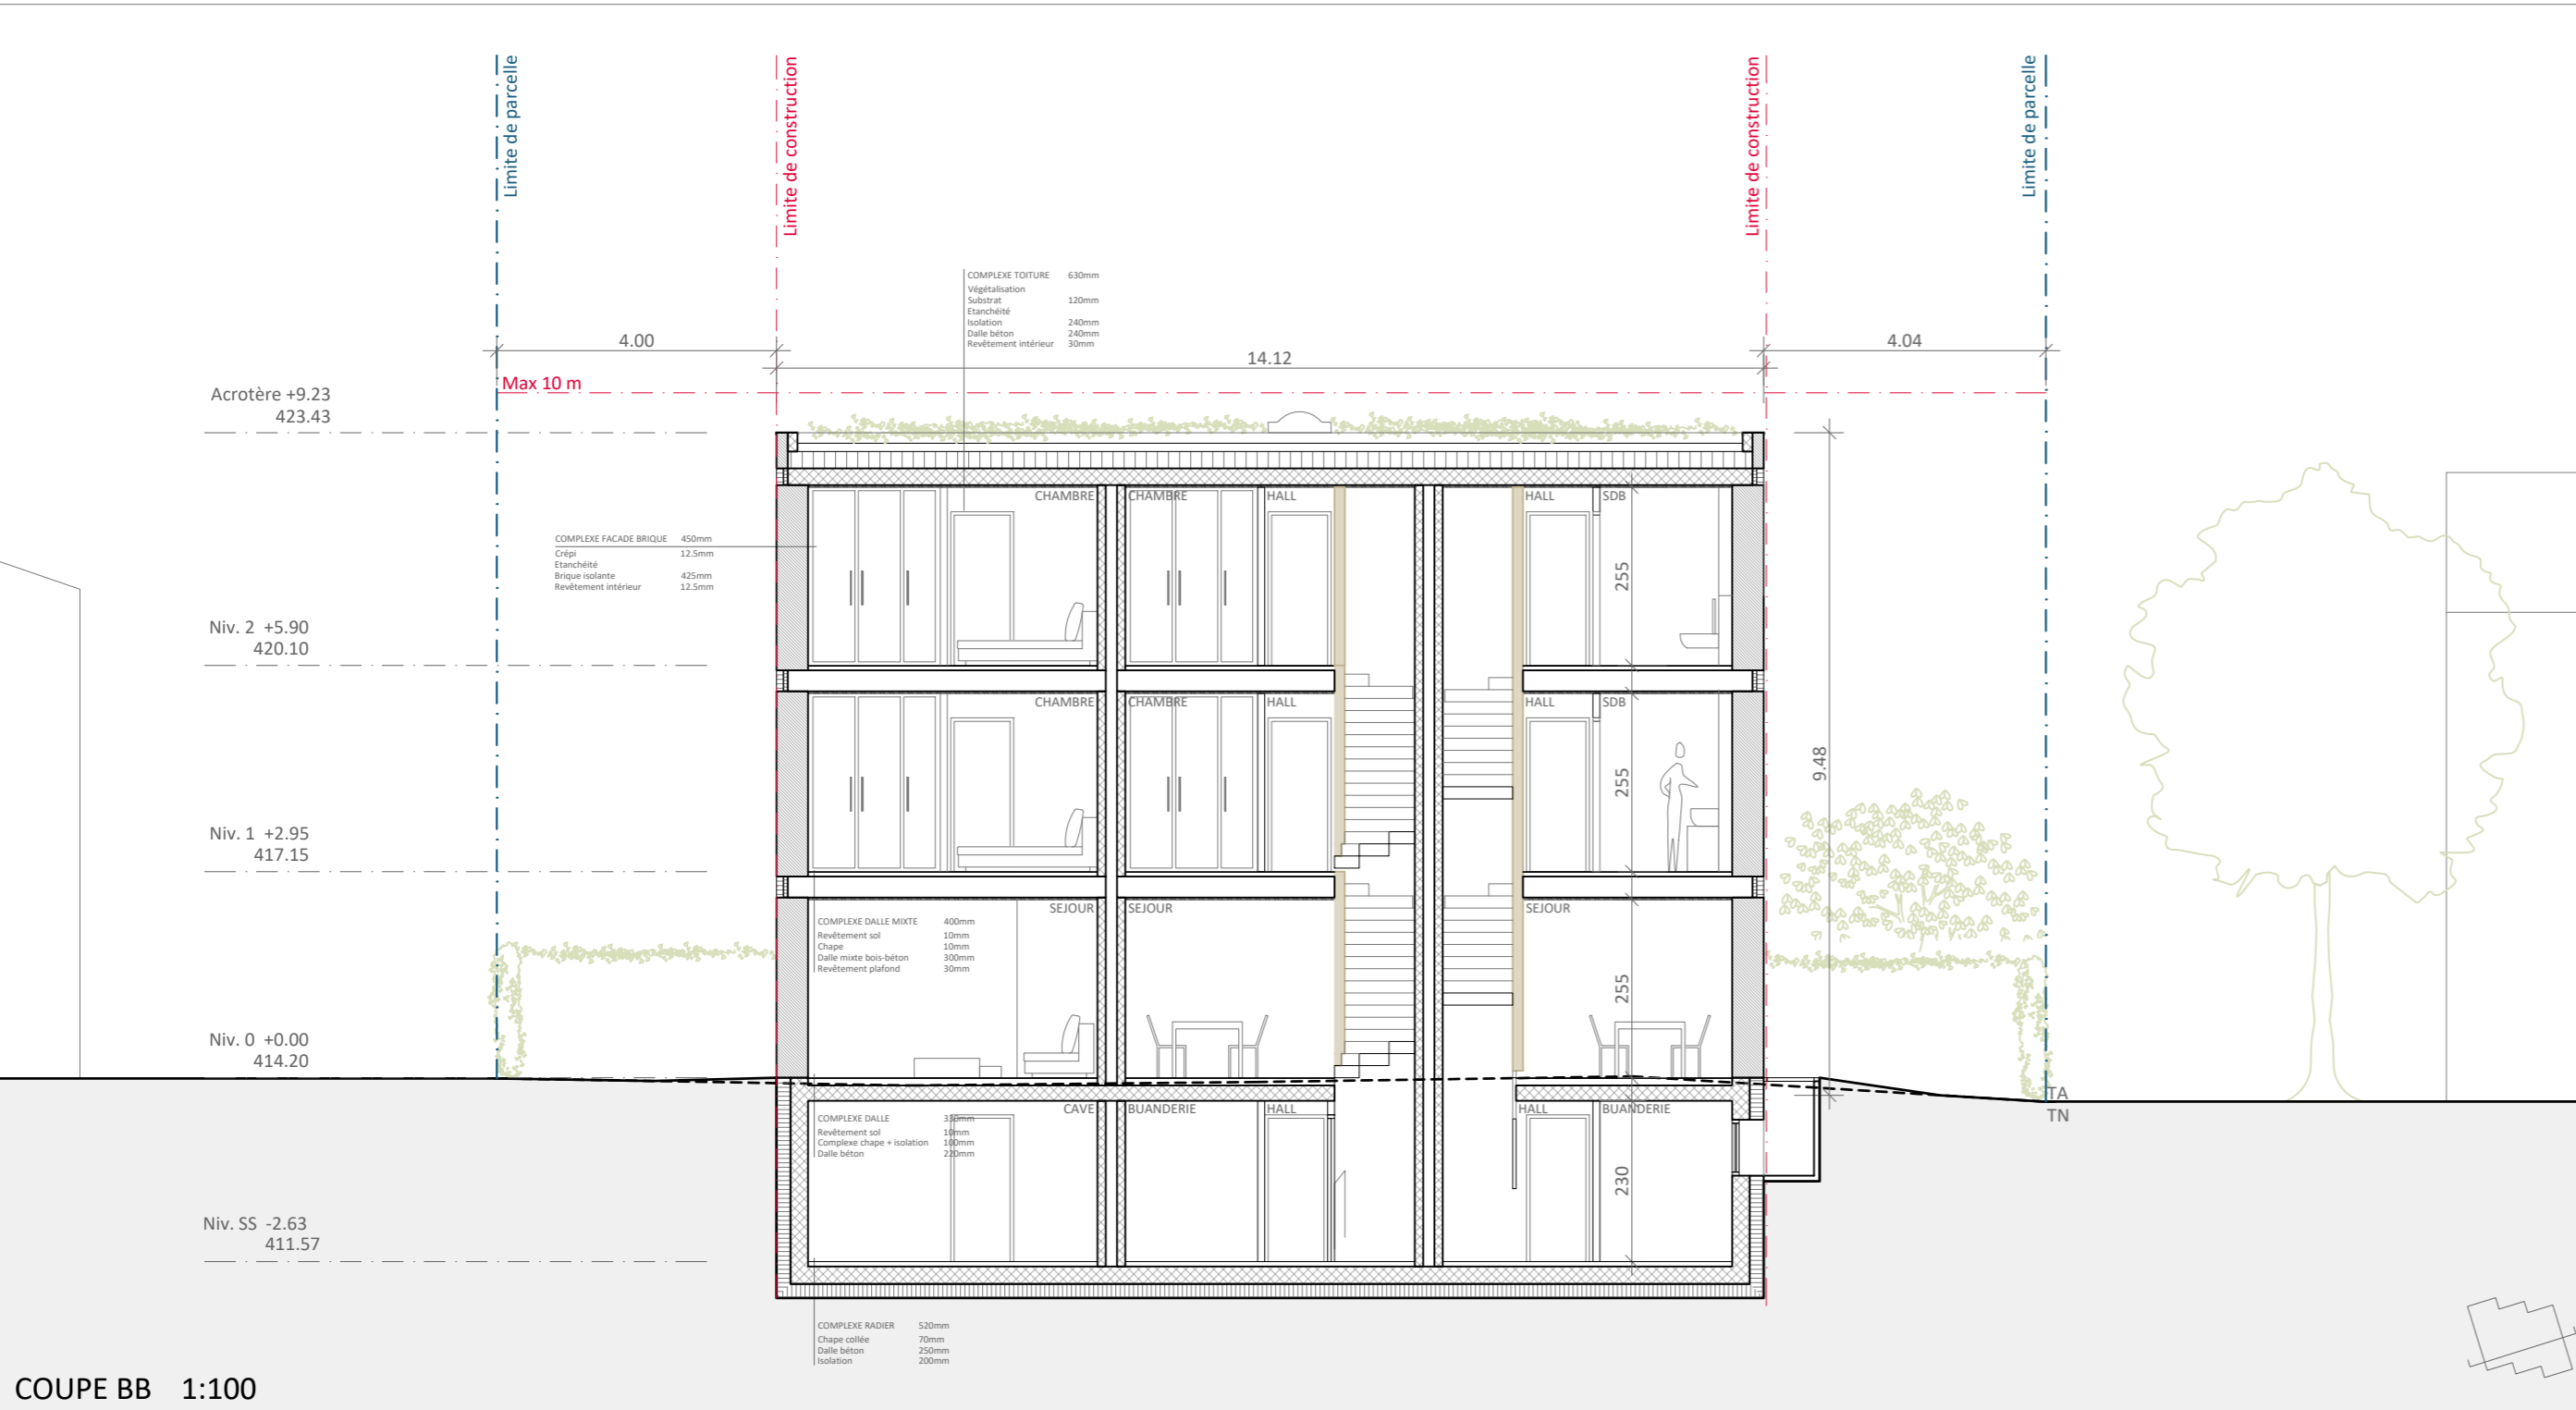 Limite de parcelle
Limite de construction
Limite de construction
Limite de parcelle
COMPLEXE TOITURE 630mm
Végétalisation
Substrat 120mm
Etanchéité
Isolation 240mm
Dalle béton 240mm
Revêtement intérieur 30mm
4.00
14.12
4.04
Max 10 m
Acrotère +9.23
423.43
CHAMBRE
CHAMBRE
HALL
HALL
SDB
COMPLEXE FACADE BRIQUE 450mm
Crépi 12.5mm
Etanchéité
Brique isolante 425mm
Revêtement intérieur 12.5mm
255
Niv. 2 +5.90
420.10
CHAMBRE
CHAMBRE
HALL
HALL
SDB
255
9.48
Niv. 1 +2.95
417.15
SEJOUR
SEJOUR
SEJOUR
COMPLEXE DALLE MIXTE 400mm
Revêtement sol 10mm
Chape 10mm
Dalle mixte bois-béton 300mm
Revêtement plafond 30mm
255
Niv. 0 +0.00
414.20
TA
TN
CAVE
BUANDERIE
HALL
HALL
BUANDERIE
COMPLEXE DALLE 330mm
Revêtement sol 10mm
Complexe chape + isolation 100mm
Dalle béton 220mm
230
Niv. SS -2.63
411.57
COMPLEXE RADIER 520mm
Chape collée 70mm
Dalle béton 250mm
Isolation 200mm
COUPE BB 1:100